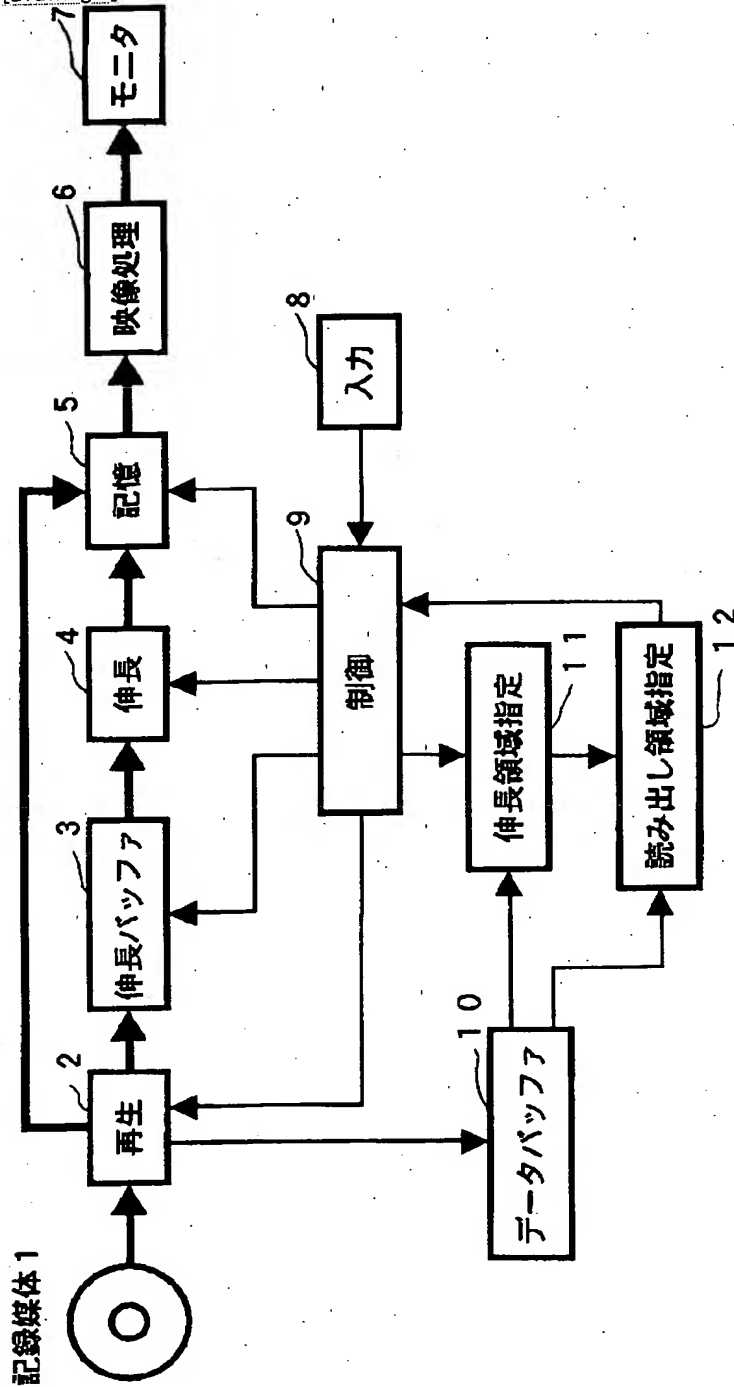 記録媒体1
再生
2
伸長バッファ
3
伸長
4
記憶
5
映像処理
6
モニタ
7
入力
8
制御
9
データバッファ
10
伸長領域指定
11
読み出し領域指定
12